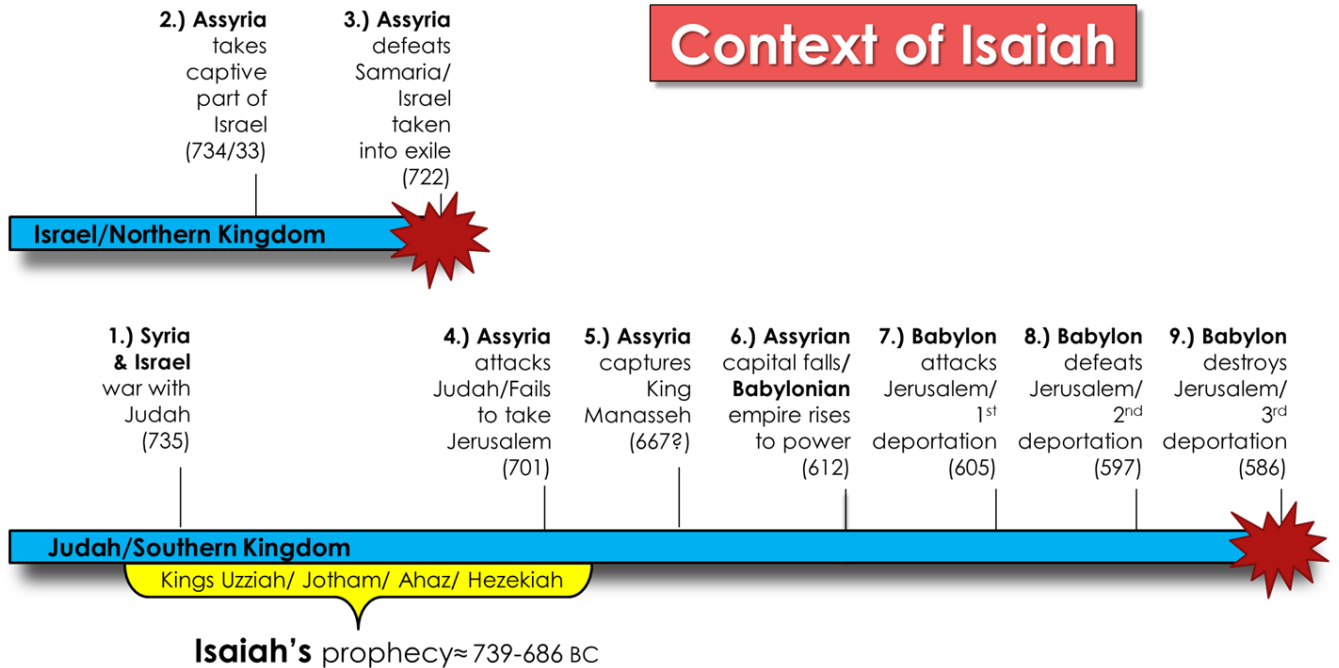 Context of Isaiah
2.) Assyria
takes
captive
part of
Israel
(734/33)
3.) Assyria
defeats
Samaria/
Israel
taken
into exile
(722)
Israel/Northern Kingdom
1.) Syria
& Israel
war with
Judah
(735)
4.) Assyria
attacks
Judah/Fails
to take
Jerusalem
(701)
5.) Assyria
captures
King
Manasseh
(667?)
6.) Assyrian
capital falls/
Babylonian
empire rises
to power
(612)
7.) Babylon
attacks
Jerusalem/
1st
deportation
(605)
8.) Babylon
defeats
Jerusalem/
2nd
deportation
(597)
9.) Babylon
destroys
Jerusalem/
3rd
deportation
(586)
Judah/Southern Kingdom
Kings Uzziah/ Jotham/ Ahaz/ Hezekiah
Isaiah's prophecy≈ 739-686 BC